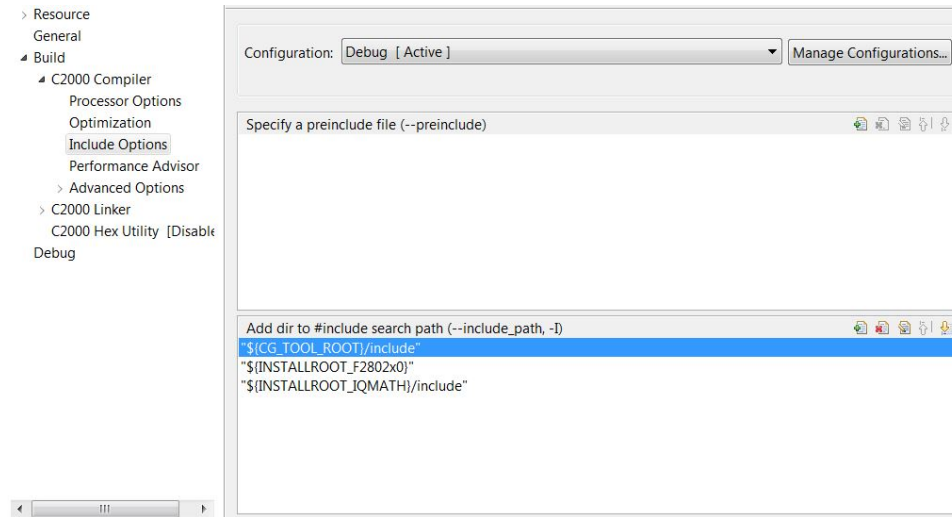 Resource
General
Build
C2000 Compiler
Processor Options
Optimization
Include Options
Performance Advisor
Advanced Options
C2000 Linker
C2000 Hex Utility [Disable
Debug
Configuration: Debug [ Active ] Manage Configurations...
Specify a preinclude file (--preinclude)
Add dir to #include search path (--include_path, -I)
"${CG_TOOL_ROOT}/include"
"${INSTALLROOT_F2802x0}"
"${INSTALLROOT_IQMATH}/include"